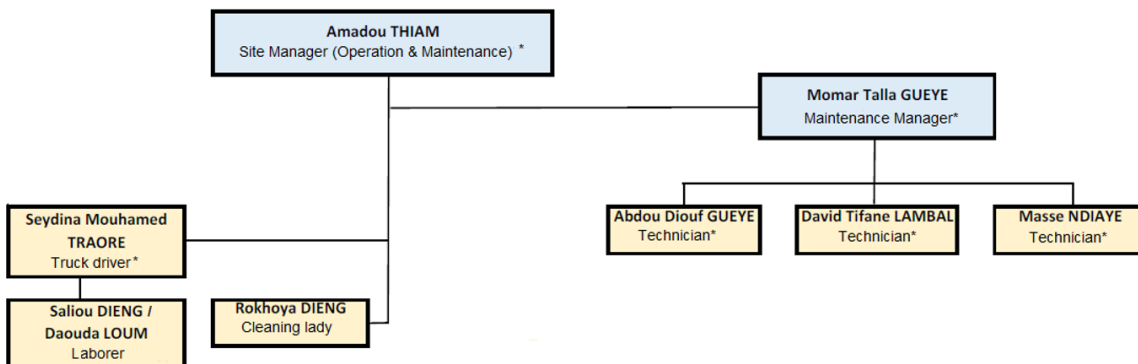 Amadou THIAM
Site Manager (Operation & Maintenance) *
Momar Talla GUEYE
Maintenance Manager*
Seydina Mouhamed
TRAORE
Truck driver*
Abdou Diouf GUEYE
Technician*
David Tifane LAMBAL
Technician*
Masse NDIAYE
Technician*
Saliou DIENG /
Daouda LOUM
Laborer
Rokhoya DIENG
Cleaning lady